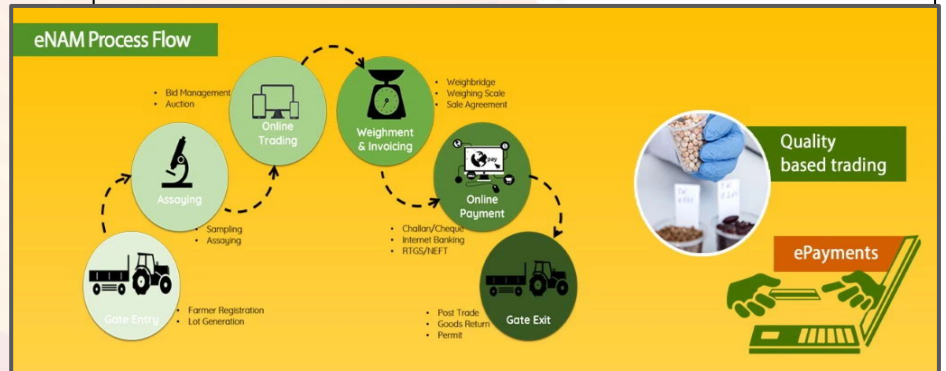 eNAM Process Flow
Gate Entry
• Farmer Registration
• Lot Generation
Assaying
• Sampling
• Assaying
• Bid Management
• Auction
Online
Trading
Weighment
& Invoicing
• Weighbridge
• Weighing Scale
• Sale Agreement
pay
Online
Payment
• Challan/Cheque
• Internet Banking
• RTGS/NEFT
Gate Exit
• Post Trade
• Goods Return
• Permit
Quality
based trading
ePayments